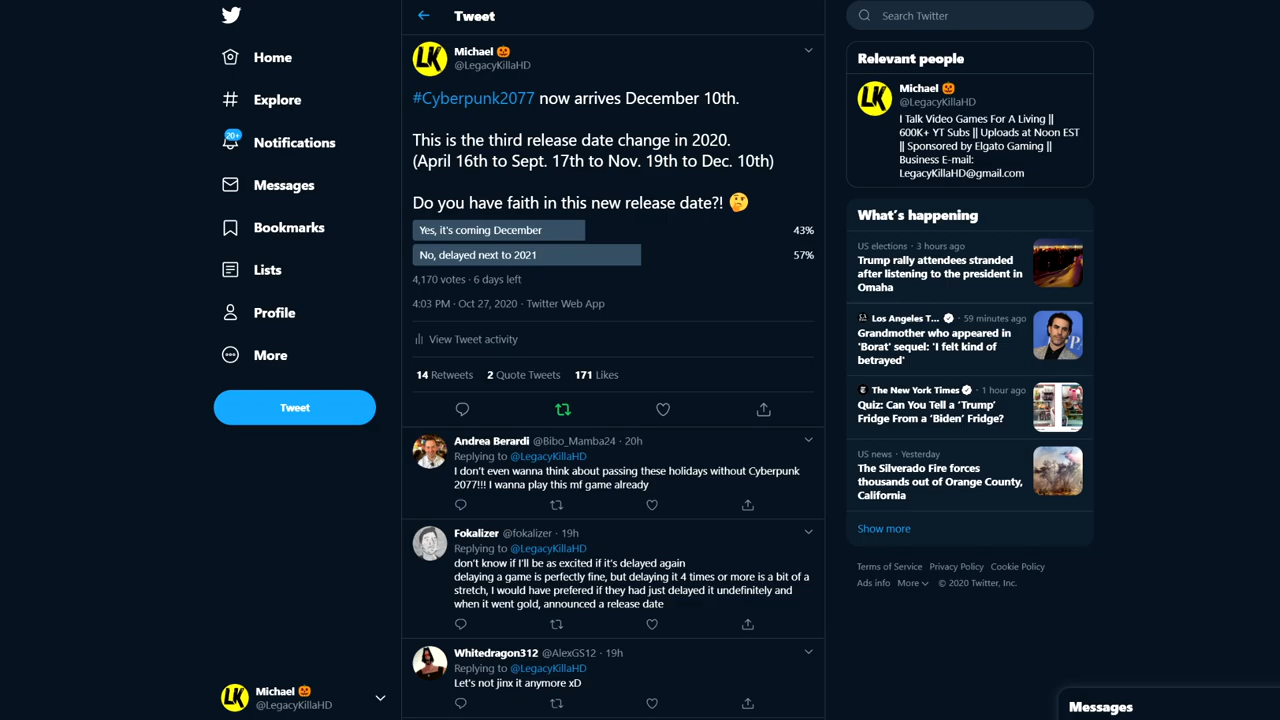 Home
Explore
20+
Notifications
Messages
Bookmarks
Lists
Profile
More
Tweet
Michael 🎃
@LegacyKillaHD
Tweet
LK
Michael 🎃
@LegacyKillaHD
#Cyberpunk2077 now arrives December 10th.
This is the third release date change in 2020.
(April 16th to Sept. 17th to Nov. 19th to Dec. 10th)
Do you have faith in this new release date?! 🤔
Yes, it's coming December 43%
No, delayed next to 2021 57%
4,170 votes · 6 days left
4:03 PM · Oct 27, 2020 · Twitter Web App
View Tweet activity
14 Retweets 2 Quote Tweets 171 Likes
Andrea Berardi @Bibo_Mamba24 · 20h
Replying to @LegacyKillaHD
I don't even wanna think about passing these holidays without Cyberpunk
2077!!! I wanna play this mf game already
Fokalizer @fokalizer · 19h
Replying to @LegacyKillaHD
don't know if I'll be as excited if it's delayed again
delaying a game is perfectly fine, but delaying it 4 times or more is a bit of a
stretch, I would have prefered if they had just delayed it undefinitely and
when it went gold, announced a release date
Whitedragon312 @AlexGS12 · 19h
Replying to @LegacyKillaHD
Let's not jinx it anymore xD
Search Twitter
Relevant people
LK
Michael 🎃
@LegacyKillaHD
I Talk Video Games For A Living ||
600K+ YT Subs || Uploads at Noon EST
|| Sponsored by Elgato Gaming ||
Business E-mail:
LegacyKillaHD@gmail.com
What's happening
US elections · 3 hours ago
Trump rally attendees stranded
after listening to the president in
Omaha
Los Angeles T... · 59 minutes ago
Grandmother who appeared in
'Borat' sequel: 'I felt kind of
betrayed'
The New York Times · 1 hour ago
Quiz: Can You Tell a 'Trump'
Fridge From a 'Biden' Fridge?
US news · Yesterday
The Silverado Fire forces
thousands out of Orange County,
California
Show more
Terms of Service Privacy Policy Cookie Policy
Ads info More © 2020 Twitter, Inc.
LK
Messages